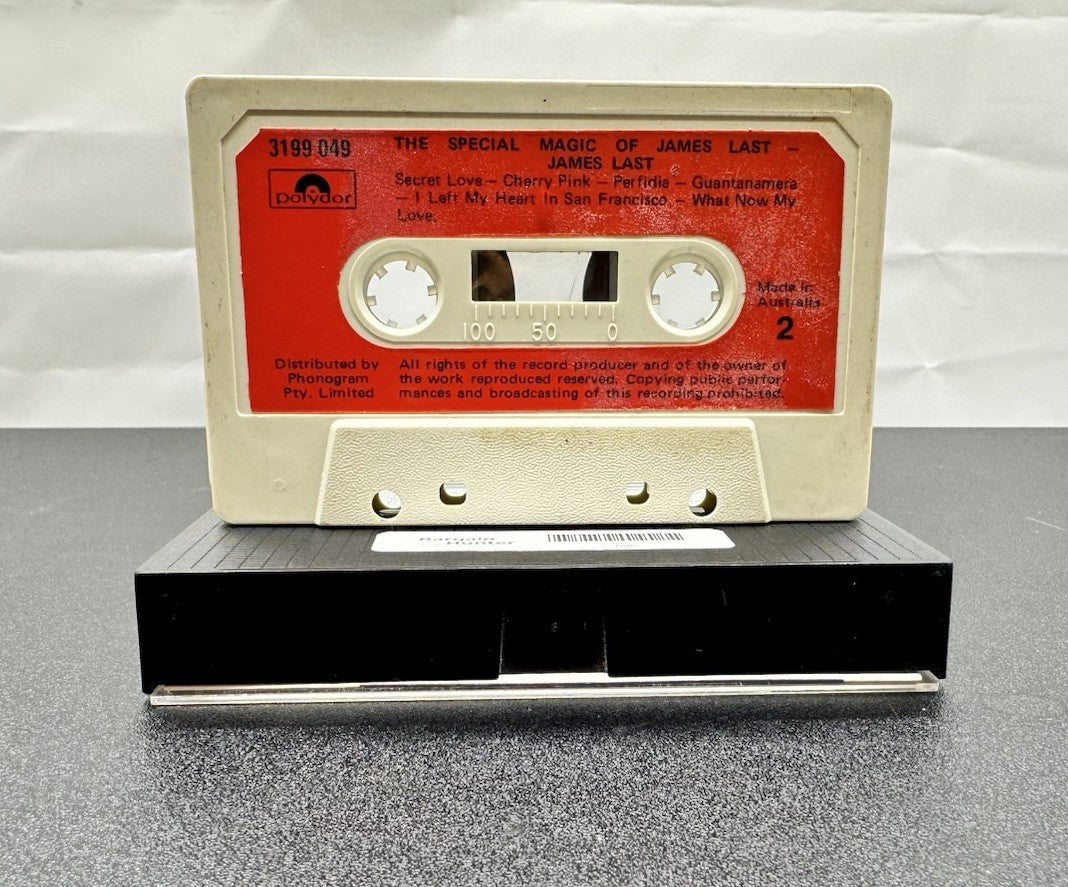 3199 049
THE SPECIAL MAGIC OF JAMES LAST –
JAMES LAST
polydor
Secret Love – Cherry Pink – Perfidia – Guantanamera
– I Left My Heart In San Francisco – What Now My
Love.
100 50 0
Made in
Australia
2
Distributed by
Phonogram
Pty. Limited
All rights of the record producer and of the owner of
the work reproduced reserved. Copying public perfor-
mances and broadcasting of this recording prohibited.
Bargain
Hunter